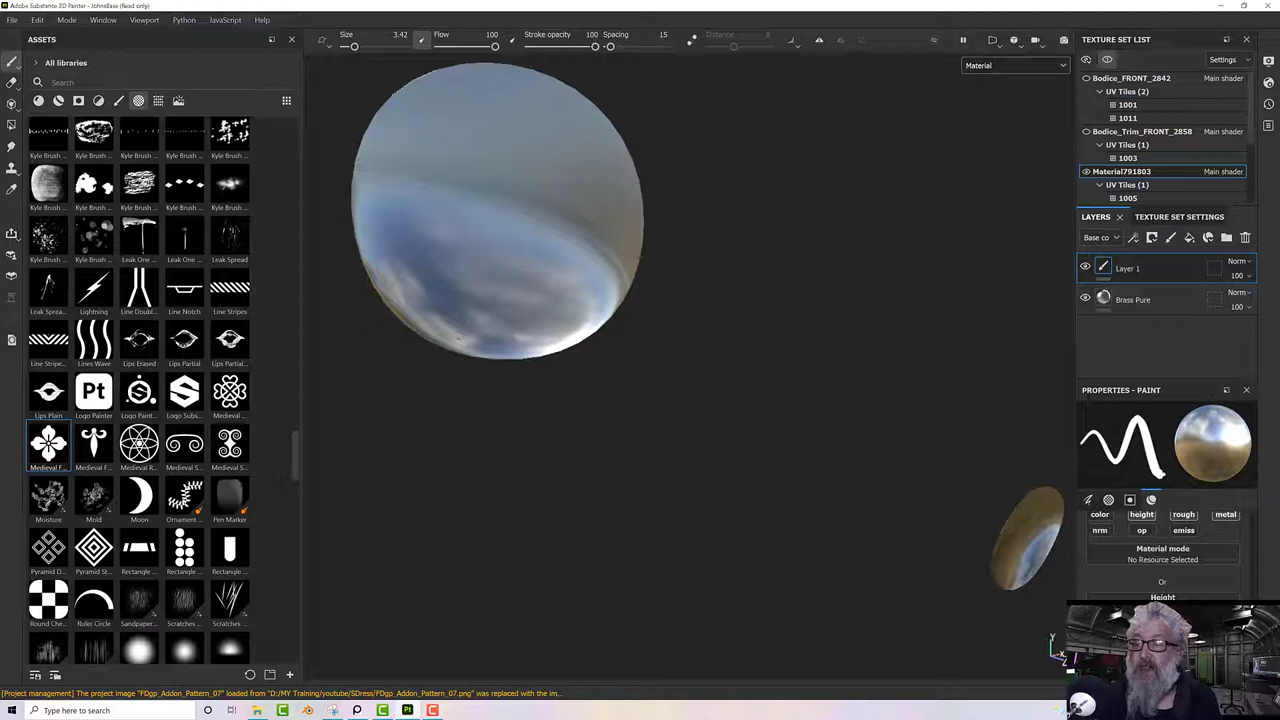 Adobe Substance 3D Painter - JohnsBase (Read only)
File Edit Mode Window Viewport Python JavaScript Help
ASSETS
All libraries
Search
Size 3.42 Flow 100 Stroke opacity 100 Spacing 15 Distance 8
Material
Kyle Brush ... Kyle Brush ... Kyle Brush ... Kyle Brush ... Kyle Brush ...
Kyle Brush ... Kyle Brush ... Kyle Brush ... Kyle Brush ... Kyle Brush ...
Kyle Brush ... Kyle Brush ... Leak One ... Leak One ... Leak Spread
Leak Sprea... Lightning Line Doubl... Line Notch Line Stripes
Line Stripe... Lines Wave Lips Erased Lips Partial Lips Partial...
Pt
Lips Plain Logo Painter Logo Paint... Logo Subs... Medieval ...
Medieval F... Medieval F... Medieval R... Medieval S... Medieval S...
Moisture Mold Moon Ornament ... Pen Marker
Pyramid D... Pyramid St... Rectangle ... Rectangle ... Rectangle ...
Round Che... Ruler Circle Sandpaper... Scratches ... Scratches ...
TEXTURE SET LIST
Settings
Bodice_FRONT_2842 Main shader
UV Tiles (2)
1001
1011
Bodice_Trim_FRONT_2858 Main shader
UV Tiles (1)
1003
Material791803 Main shader
UV Tiles (1)
1005
LAYERS TEXTURE SET SETTINGS
Base co
Layer 1 Norm 100
Brass Pure Norm 100
PROPERTIES - PAINT
color height rough metal
nrm op emiss
Material mode
No Resource Selected
Or
Height
Y
[Project management] The project image "FDgp_Addon_Pattern_07" loaded from "D:/MY Training/youtube/SDress/FDgp_Addon_Pattern_07.png" was replaced with the im...
Type here to search
Pt